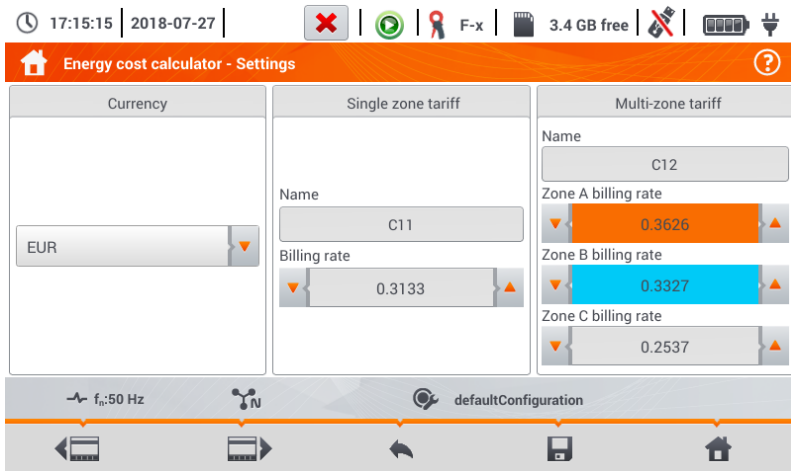 17:15:15 2018-07-27 F-x 3.4 GB free
Energy cost calculator - Settings ?
Currency
EUR
Single zone tariff
Name
C11
Billing rate
0.3133
Multi-zone tariff
Name
C12
Zone A billing rate
0.3626
Zone B billing rate
0.3327
Zone C billing rate
0.2537
fn:50 Hz N defaultConfiguration